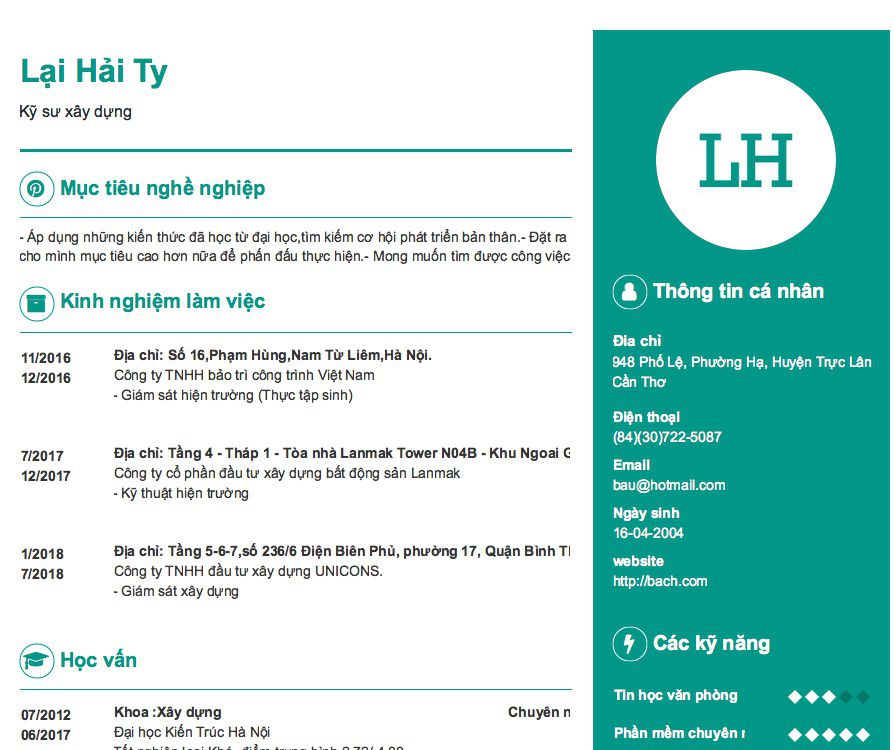 Lại Hải Ty
Kỹ sư xây dựng
Mục tiêu nghề nghiệp
- Áp dụng những kiến thức đã học từ đại học,tìm kiếm cơ hội phát triển bản thân.- Đặt ra
cho mình mục tiêu cao hơn nữa để phấn đấu thực hiện.- Mong muốn tìm được công việc
Kinh nghiệm làm việc
11/2016
12/2016
Địa chỉ: Số 16,Phạm Hùng,Nam Từ Liêm,Hà Nội.
Công ty TNHH bảo trì công trình Việt Nam
- Giám sát hiện trường (Thực tập sinh)
7/2017
12/2017
Địa chỉ: Tầng 4 - Tháp 1 - Tòa nhà Lanmak Tower N04B - Khu Ngoai
Công ty cổ phần đầu tư xây dựng bất động sản Lanmak
- Kỹ thuật hiện trường
1/2018
7/2018
Địa chỉ: Tầng 5-6-7,số 236/6 Điện Biên Phủ, phường 17, Quận Bình
Công ty TNHH đầu tư xây dựng UNICONS.
- Giám sát xây dựng
Học vấn
07/2012
06/2017
Khoa :Xây dựng
Chuyên
Đại học Kiến Trúc Hà Nội
Tốt nghiệp loại Khá, điểm trung bình
LH
Thông tin cá nhân
Địa chỉ
948 Phố Lệ, Phường Hạ, Huyện Trực Lân
Cần Thơ
Điện thoại
(84)(30)722-5087
Email
bau@hotmail.com
Ngày sinh
16-04-2004
website
http://bach.com
Các kỹ năng
Tin học văn phòng
Phần mềm chuyên